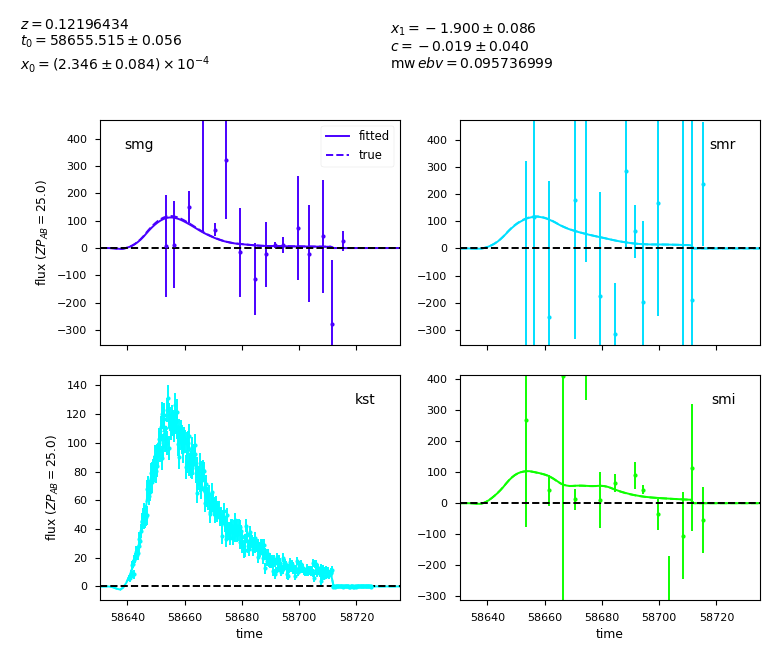 z = 0.12196434
t0 = 58655.515 ± 0.056
x0 = (2.346 ± 0.084) × 10^−4
x1 = −1.900 ± 0.086
c = −0.019 ± 0.040
mw ebv = 0.095736999
smg
fitted
true
400
300
200
100
0
−100
−200
−300
flux (ZP_AB = 25.0)
smr
400
300
200
100
0
−100
−200
−300
kst
140
120
100
80
60
40
20
0
flux (ZP_AB = 25.0)
58640 58660 58680 58700 58720
time
smi
400
300
200
100
0
−100
−200
−300
58640 58660 58680 58700 58720
time